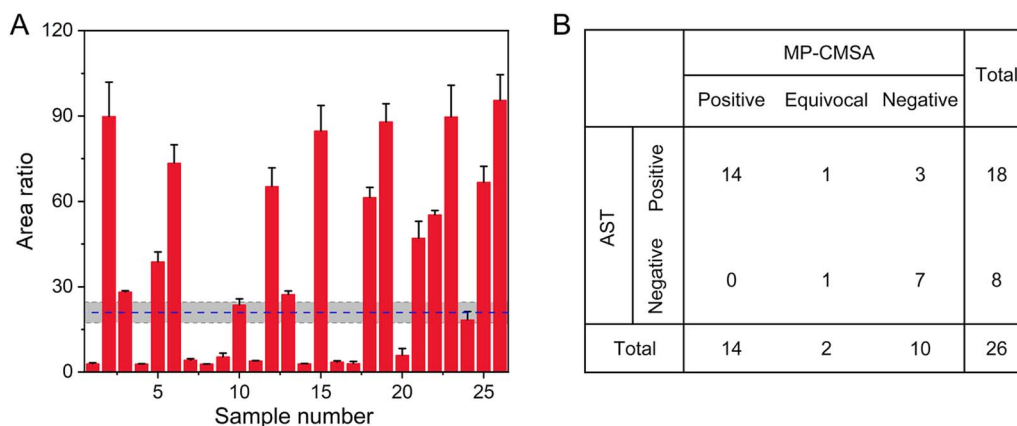 A
120
90
60
30
0
Area ratio
5 10 15 20 25
Sample number
B
MP-CMSA
Total
Positive Equivocal Negative
AST
Positive
14 1 3 18
Negative
0 1 7 8
Total 14 2 10 26